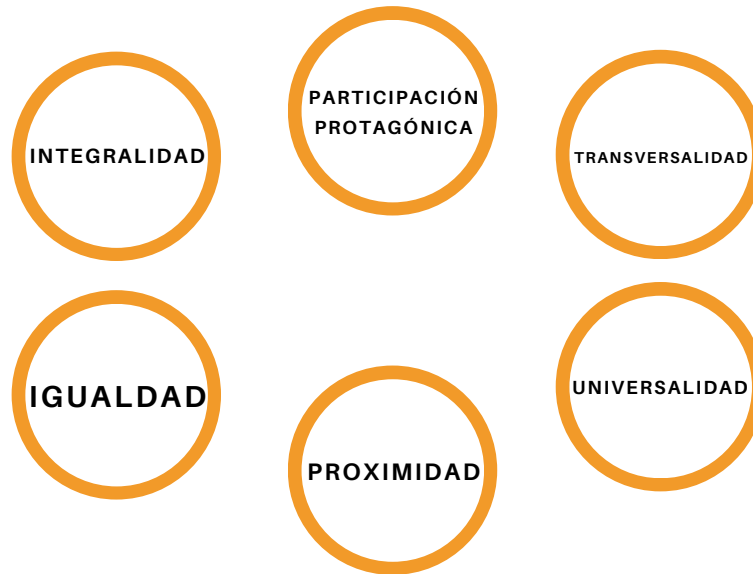 INTEGRALIDAD
PARTICIPACIÓN
PROTAGÓNICA
TRANSVERSALIDAD
IGUALDAD
PROXIMIDAD
UNIVERSALIDAD